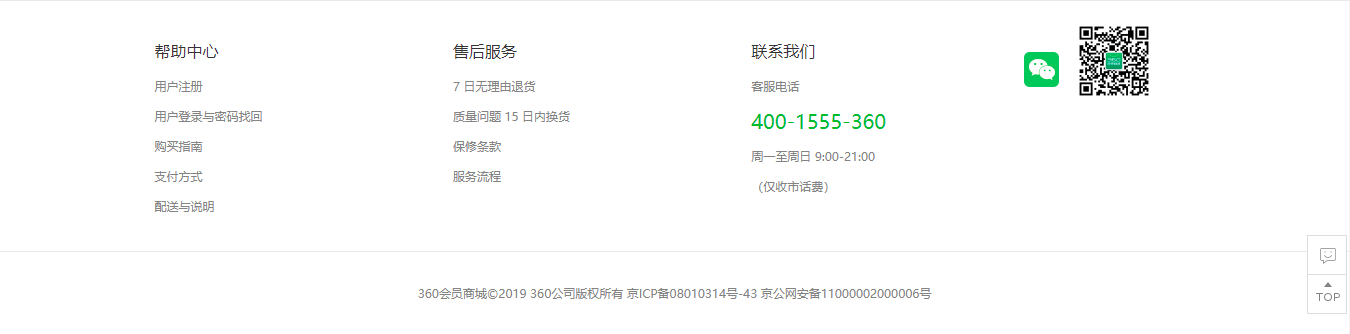 帮助中心
用户注册
用户登录与密码找回
购买指南
支付方式
配送与说明
售后服务
7 日无理由退货
质量问题 15 日内换货
保修条款
服务流程
联系我们
客服电话
400-1555-360
周一至周日 9:00-21:00
（仅收市话费）
360会员商城©2019 360公司版权所有 京ICP备08010314号-43 京公网安备11000002000006号
TOP